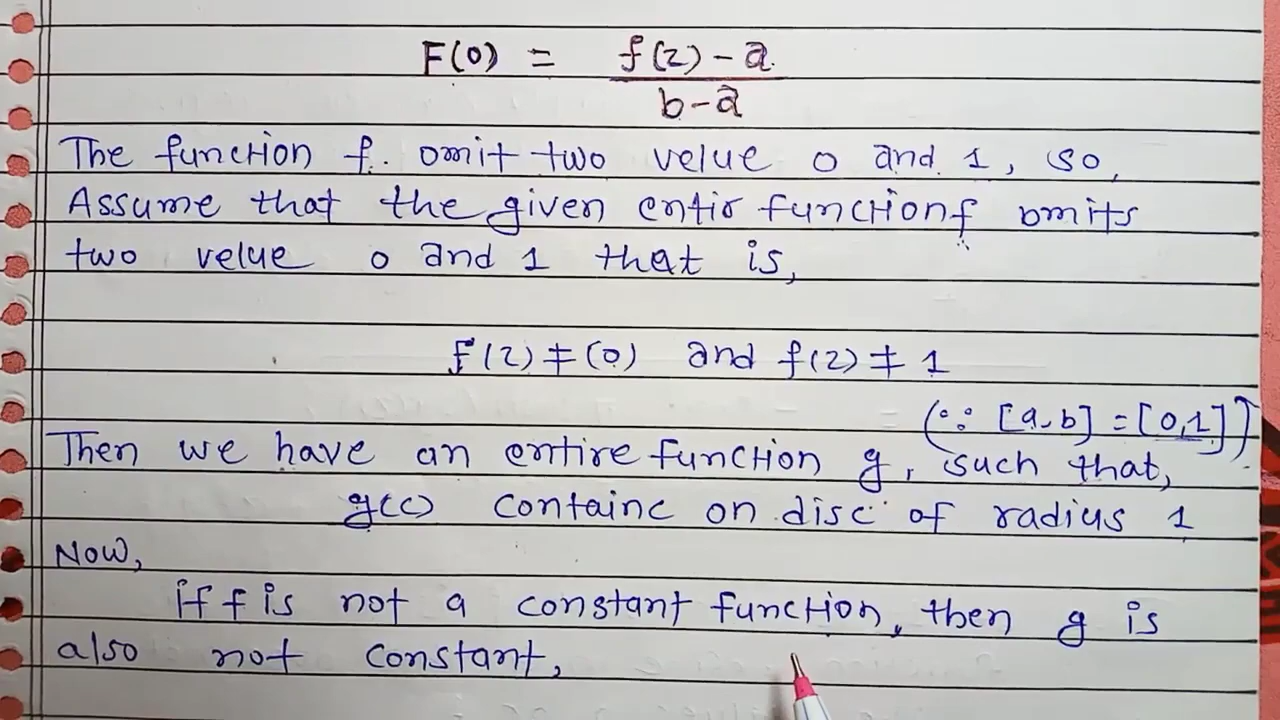 F(0) = f(z) - a
b - a
The function f. omit two velue 0 and 1, so,
Assume that the given entir function f omits
two velue 0 and 1 that is,
f(z) ≠ (0) and f(z) ≠ 1
(∵ [a, b] = [0,1])
Then we have an entire function g, such that,
g(c) containc on disc of radius 1
Now,
if f is not a constant function, then g is
also not constant,